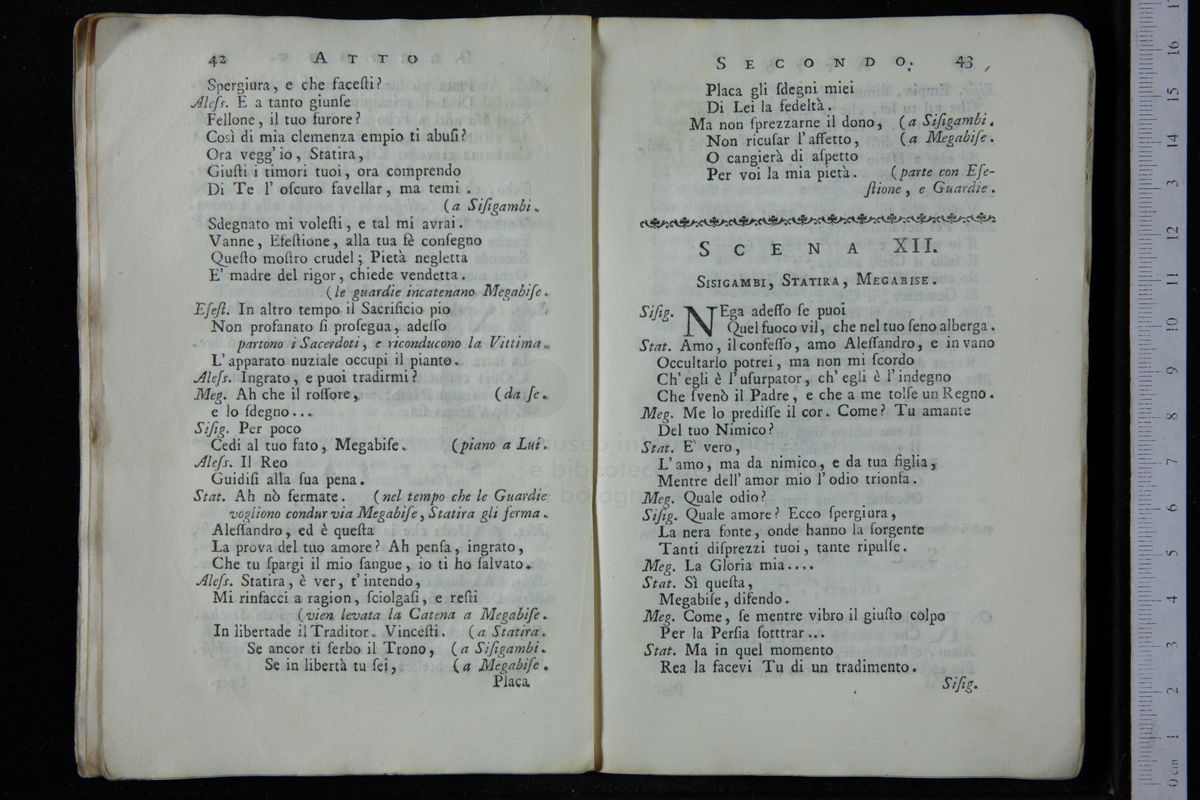 42 ATTO
Spergiura, e che faceſti?
Aleſs. E a tanto giunſe
Fellone, il tuo furore?
Così di mia clemenza empio ti abuſi?
Ora vegg' io, Statira,
Giuſti i timori tuoi, ora comprendo
Di Te l' oſcuro favellar, ma temi.
(a Siſigambi.
Sdegnato mi voleſti, e tal mi avrai.
Vanne, Efeſtione, alla tua fè conſegno
Queſto moſtro crudel; Pietà negletta
E' madre del rigor, chiede vendetta.
(le guardie incatenano Megabiſe.
Efeſt. In altro tempo il Sacrificio pio
Non profanato ſi proſegua, adeſſo
partono i Sacerdoti, e riconducono la Vittima.
L' apparato nuziale occupi il pianto.
Aleſs. Ingrato, e puoi tradirmi?
Meg. Ah che il roſſore, (da ſe.
e lo ſdegno...
Siſig. Per poco
Cedi al tuo fato, Megabiſe. (piano a Lui.
Aleſs. Il Reo
Guidiſi alla ſua pena.
Stat. Ah nò fermate. (nel tempo che le Guardie
vogliono condur via Megabiſe, Statira gli ferma.
Aleſſandro, ed è queſta
La prova del tuo amore? Ah penſa, ingrato,
Che tu ſpargi il mio ſangue, io ti ho ſalvato.
Aleſs. Statira, è ver, t' intendo,
Mi rinfacci a ragion, ſciolgaſi, e reſti
(vien levata la Catena a Megabiſe.
In libertade il Traditor. Vinceſti. (a Statira.
Se ancor ti ſerbo il Trono, (a Siſigambi.
Se in libertà tu ſei, (a Megabiſe.
Placa
SECONDO. 43
Placa gli ſdegni miei
Di Lei la fedeltà.
Ma non ſprezzarne il dono, (a Siſigambi.
Non ricuſar l' affetto, (a Megabiſe.
O cangierà di aſpetto
Per voi la mia pietà. (parte con Efe-
ſtione, e Guardie.
SCENA XII.
SISIGAMBI, STATIRA, MEGABISE.
Siſig. NEga adeſſo ſe puoi
Quel fuoco vil, che nel tuo ſeno alberga.
Stat. Amo, il confeſſo, amo Aleſſandro, e in vano
Occultarlo potrei, ma non mi ſcordo
Ch' egli è l' uſurpator, ch' egli è l' indegno
Che ſvenò il Padre, e che a me tolſe un Regno.
Meg. Me lo prediſſe il cor. Come? Tu amante
Del tuo Nimico?
Stat. E' vero,
L' amo, ma da nimico, e da tua figlia,
Mentre dell' amor mio l' odio trionfa.
Meg. Quale odio?
Siſig. Quale amore? Ecco ſpergiura,
La nera fonte, onde hanno la ſorgente
Tanti diſprezzi tuoi, tante ripulſe.
Meg. La Gloria mia....
Stat. Sì queſta,
Megabiſe, difendo.
Meg. Come, ſe mentre vibro il giuſto colpo
Per la Perſia ſotttrar...
Stat. Ma in quel momento
Rea la facevi Tu di un tradimento.
Siſig.